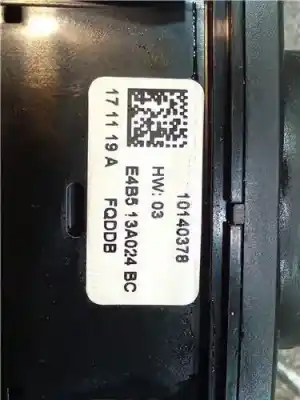 10140378
HW: 03
E4B5 13A024 BC
FQDDB
17 11 19 A